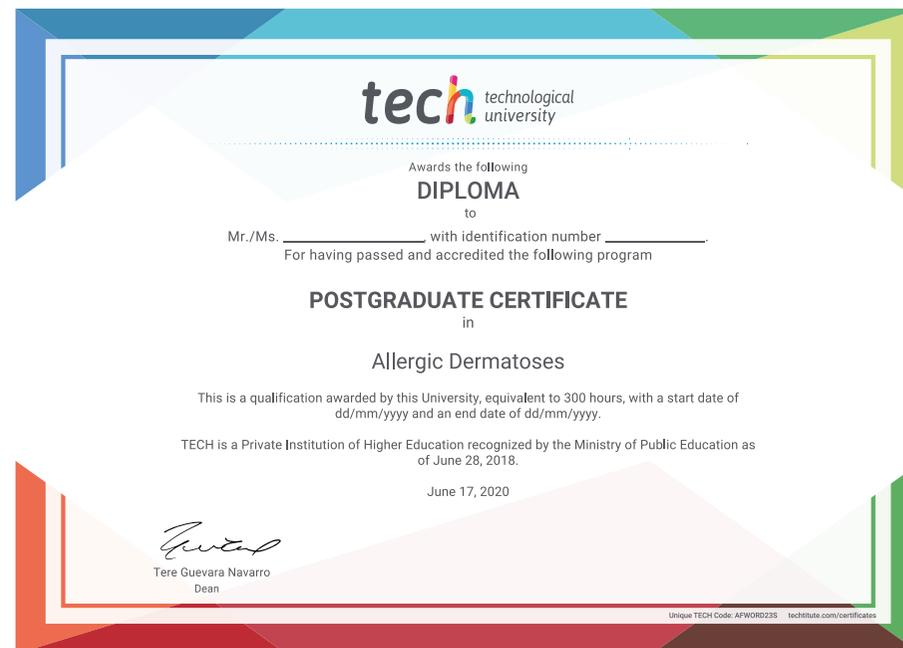 tech technological
university
Awards the following
DIPLOMA
to
Mr./Ms. ______________, with identification number __________.
For having passed and accredited the following program
POSTGRADUATE CERTIFICATE
in
Allergic Dermatoses
This is a qualification awarded by this University, equivalent to 300 hours, with a start date of
dd/mm/yyyy and an end date of dd/mm/yyyy.
TECH is a Private Institution of Higher Education recognized by the Ministry of Public Education as
of June 28, 2018.
June 17, 2020
Tere Guevara Navarro
Dean
Unique TECH Code: AFWORD23S techtitute.com/certificates